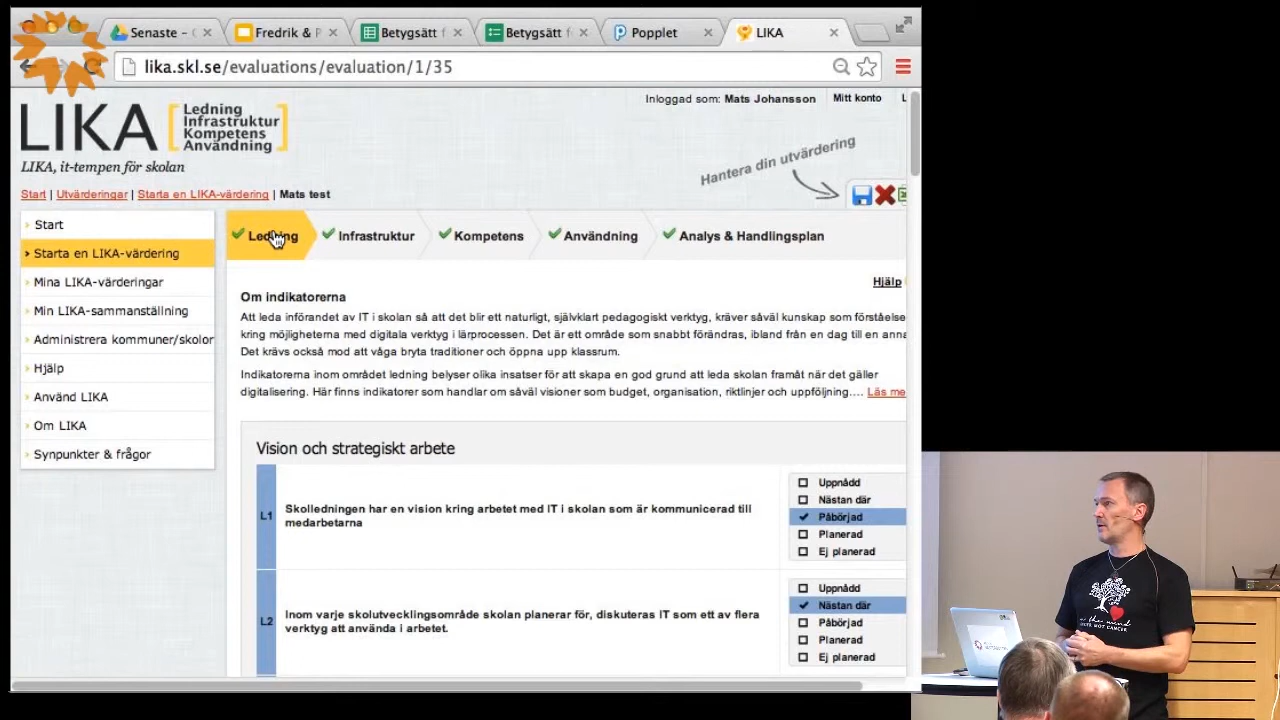 Senaste -
Fredrik &
Betygsätt f
Betygsätt f
Popplet
LIKA
lika.skl.se/evaluations/evaluation/1/35
Inloggad som: Mats Johansson
Mitt konto
L
LIKA
Ledning
Infrastruktur
Kompetens
Användning
LIKA, it-tempen för skolan
Hantera din utvärdering
Start | Utvärderingar | Starta en LIKA-värdering | Mats test
Start
Starta en LIKA-värdering
Mina LIKA-värderingar
Min LIKA-sammanställning
Administrera kommuner/skolor
Hjälp
Använd LIKA
Om LIKA
Synpunkter & frågor
Ledning
Infrastruktur
Kompetens
Användning
Analys & Handlingsplan
Hjälp
Om indikatorerna
Att leda införandet av IT i skolan så att det blir ett naturligt, självklart pedagogiskt verktyg, kräver såväl kunskap som förståelse
kring möjligheterna med digitala verktyg i lärprocessen. Det är ett område som snabbt förändras, ibland från en dag till en anna
Det krävs också mod att våga bryta traditioner och öppna upp klassrum.
Indikatorerna inom området ledning belyser olika insatser för att skapa en god grund att leda skolan framåt när det gäller
digitalisering. Här finns indikatorer som handlar om såväl visioner som budget, organisation, riktlinjer och uppföljning.... Läs me
Vision och strategiskt arbete
L1
Skolledningen har en vision kring arbetet med IT i skolan som är kommunicerad till
medarbetarna
Uppnådd
Nästan där
Påbörjad
Planerad
Ej planerad
L2
Inom varje skolutvecklingsområde skolan planerar för, diskuteras IT som ett av flera
verktyg att använda i arbetet.
Uppnådd
Nästan där
Påbörjad
Planerad
Ej planerad